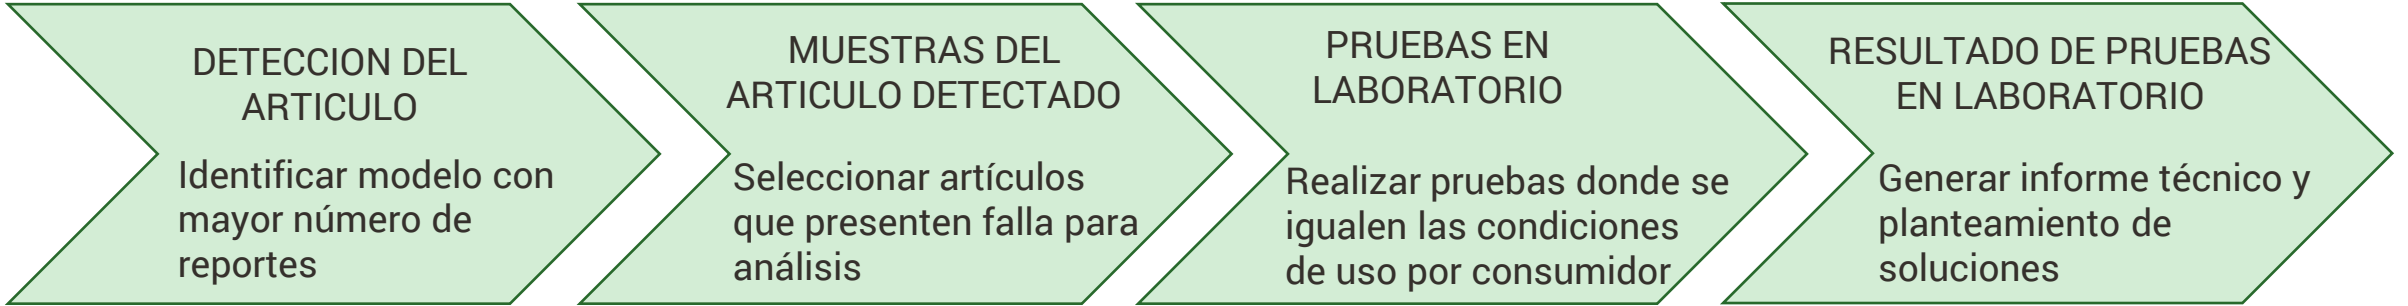 DETECCION DEL
ARTICULO
Identificar modelo con
mayor número de
reportes
MUESTRAS DEL
ARTICULO DETECTADO
Seleccionar artículos
que presenten falla para
análisis
PRUEBAS EN
LABORATORIO
Realizar pruebas donde se
igualen las condiciones
de uso por consumidor
RESULTADO DE PRUEBAS
EN LABORATORIO
Generar informe técnico y
planteamiento de
soluciones